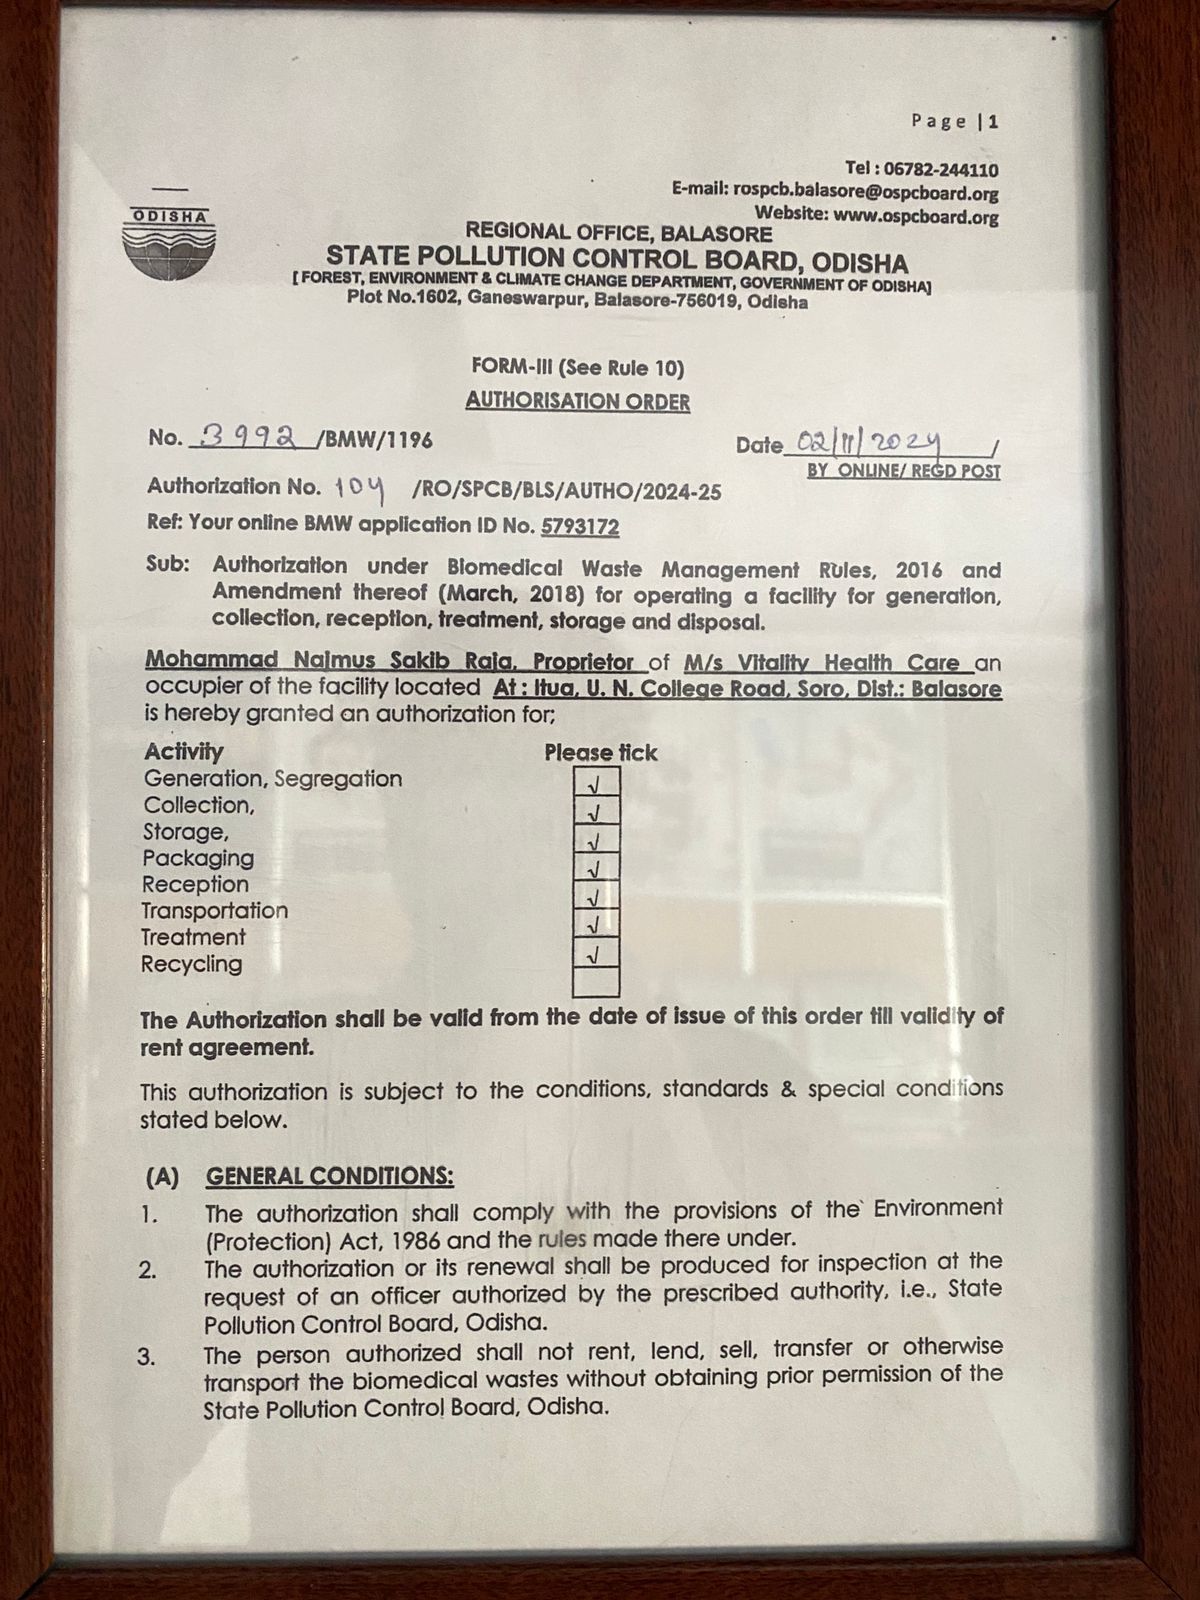 Page | 1
Tel : 06782-244110
E-mail: rospcb.balasore@ospcboard.org
Website: www.ospcboard.org
ODISHA
REGIONAL OFFICE, BALASORE
STATE POLLUTION CONTROL BOARD, ODISHA
[ FOREST, ENVIRONMENT & CLIMATE CHANGE DEPARTMENT, GOVERNMENT OF ODISHA]
Plot No.1602, Ganeswarpur, Balasore-756019, Odisha
FORM-III (See Rule 10)
AUTHORISATION ORDER
No. 3992 /BMW/1196
Date 02/11/2024 /
BY ONLINE/ REGD POST
Authorization No. 104 /RO/SPCB/BLS/AUTHO/2024-25
Ref: Your online BMW application ID No. 5793172
Sub: Authorization under Biomedical Waste Management Rules, 2016 and
Amendment thereof (March, 2018) for operating a facility for generation,
collection, reception, treatment, storage and disposal.
Mohammad Najmus Sakib Raja, Proprietor of M/s Vitality Health Care an
occupier of the facility located At : Itua, U. N. College Road, Soro, Dist.: Balasore
is hereby granted an authorization for;
Activity Please tick
Generation, Segregation √
Collection, √
Storage, √
Packaging √
Reception √
Transportation √
Treatment √
Recycling
The Authorization shall be valid from the date of issue of this order till validity of
rent agreement.
This authorization is subject to the conditions, standards & special conditions
stated below.
(A) GENERAL CONDITIONS:
1. The authorization shall comply with the provisions of the Environment
(Protection) Act, 1986 and the rules made there under.
2. The authorization or its renewal shall be produced for inspection at the
request of an officer authorized by the prescribed authority, i.e., State
Pollution Control Board, Odisha.
3. The person authorized shall not rent, lend, sell, transfer or otherwise
transport the biomedical wastes without obtaining prior permission of the
State Pollution Control Board, Odisha.